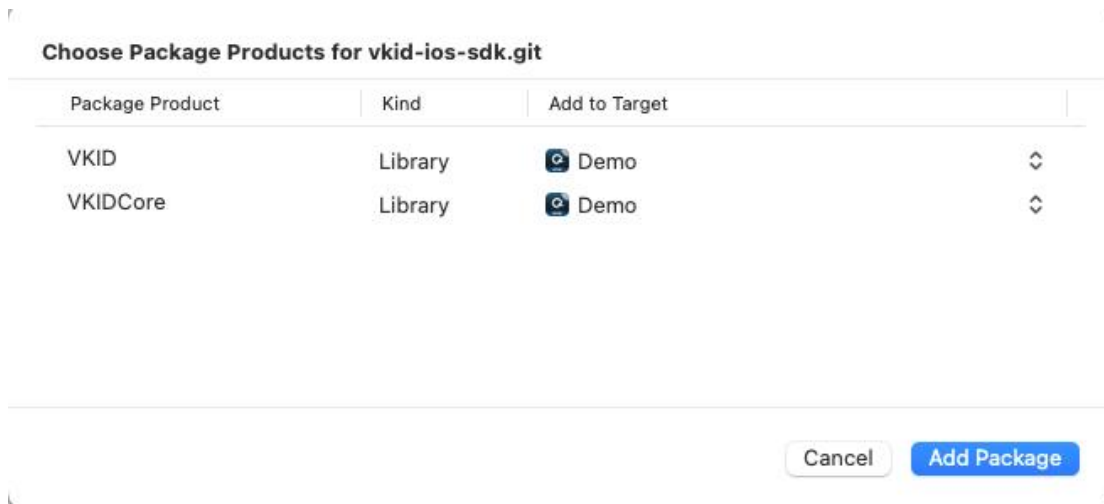 Choose Package Products for vkid-ios-sdk.git
Package Product Kind Add to Target
VKID Library Demo
VKIDCore Library Demo
Cancel Add Package